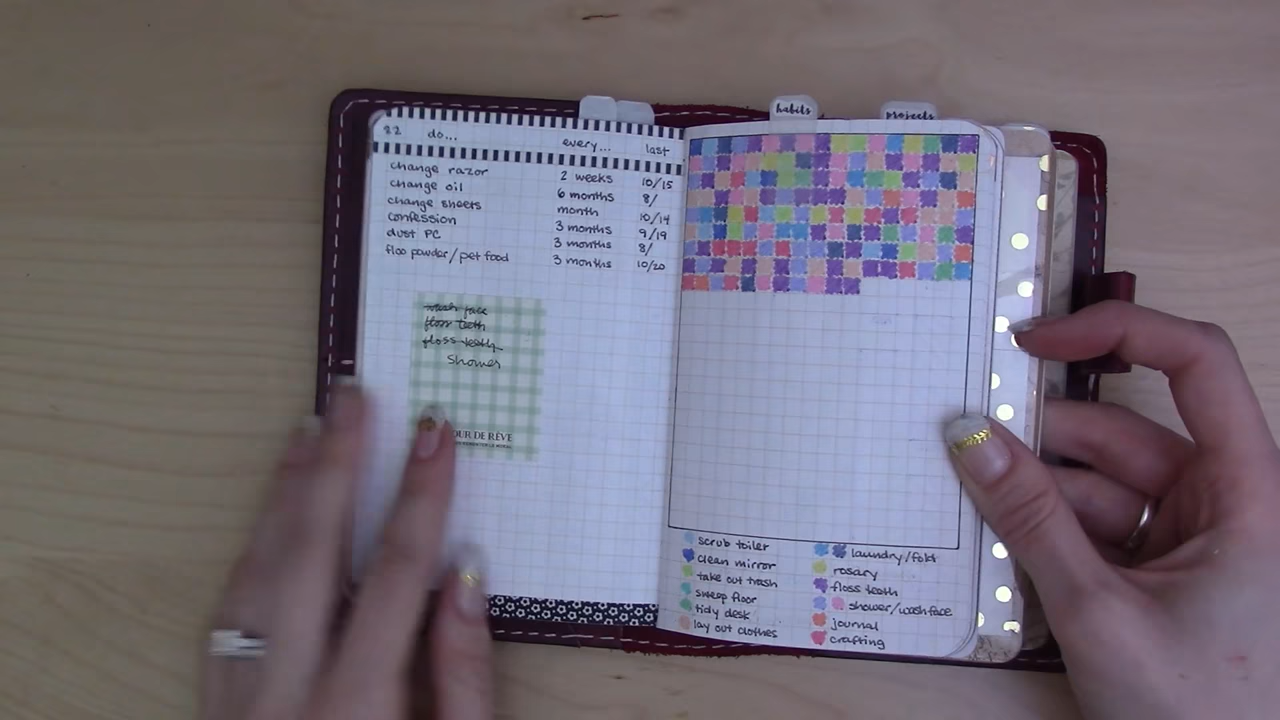 habits
projects
22 do... every... last
change razor 2 weeks 10/15
change oil 6 months 8/
change sheets month 10/14
confession 3 months 9/19
dust PC 3 months 8/
floo powder/pet food 3 months 10/20
wash face
floss teeth
floss teeth
shower
OUR DE RÊVE
scrub toilet
clean mirror
take out trash
sweep floor
tidy desk
lay out clothes
laundry/fold
rosary
floss teeth
shower/wash face
journal
crafting